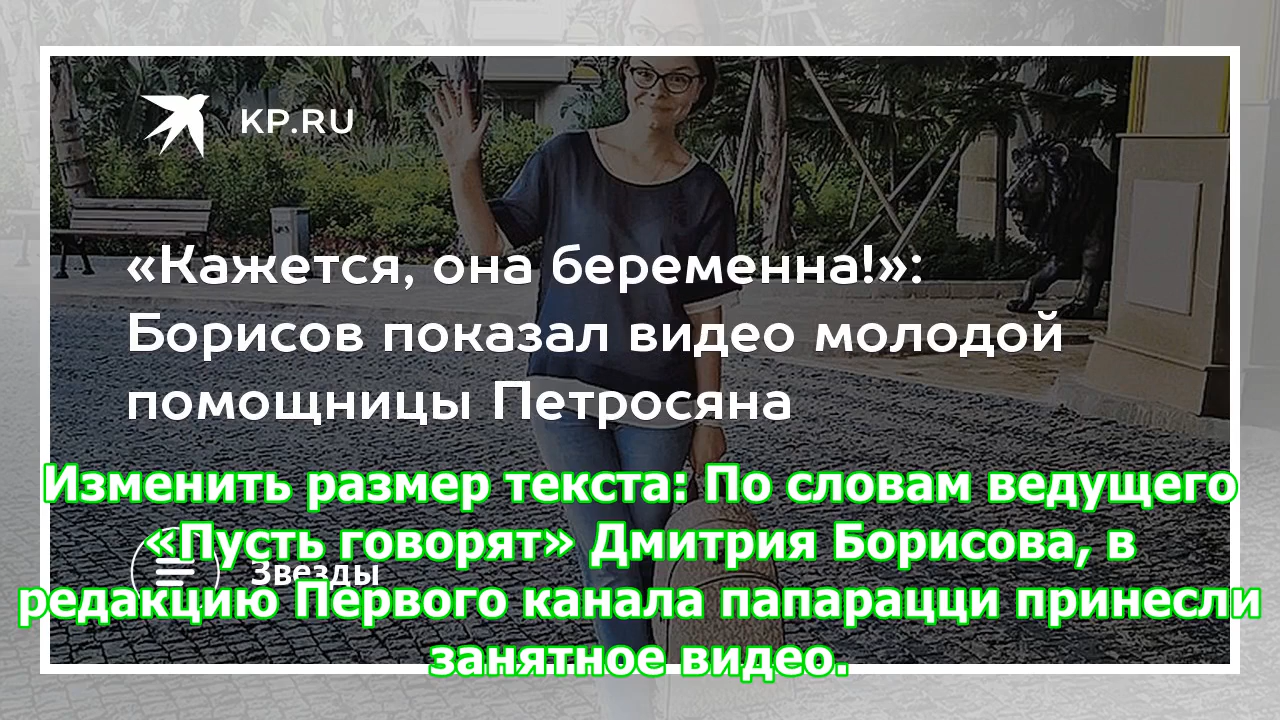 KP.RU
«Кажется, она беременна!»:
Борисов показал видео молодой
помощницы Петросяна
Изменить размер текста: По словам ведущего
«Пусть говорят» Дмитрия Борисова, в
Звезды
редакцию Первого канала папарацци принесли
занятное видео.